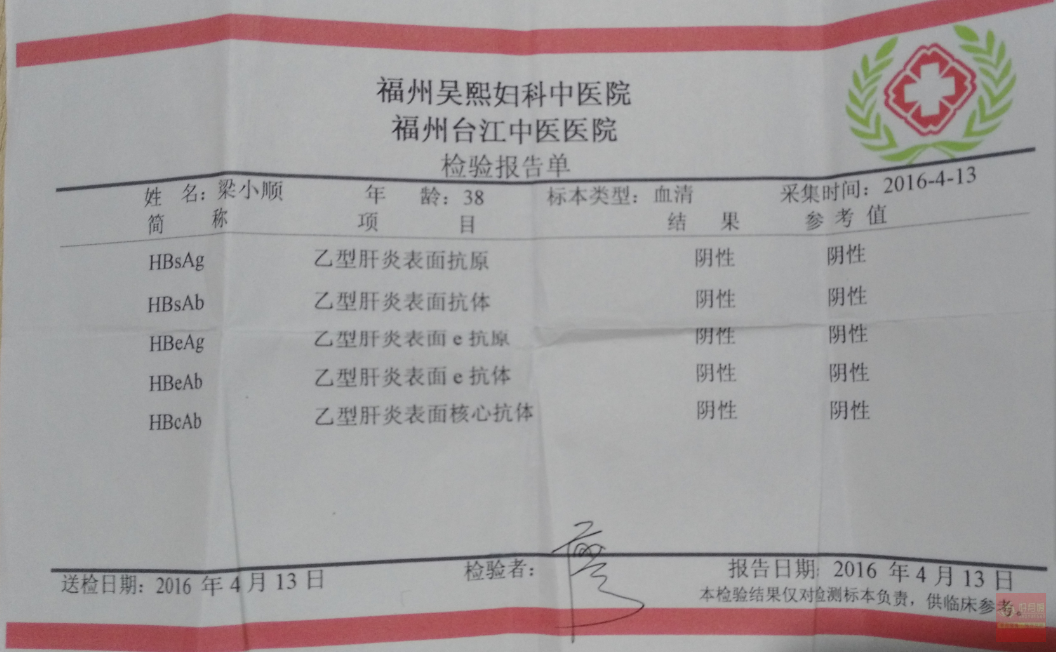 福州吴熙妇科中医院
福州台江中医医院
检验报告单
姓 名：梁小顺 年 龄：38 标本类型：血清 采集时间：2016-4-13
简 称 项 目 结 果 参 考 值
HBsAg 乙型肝炎表面抗原 阴性 阴性
HBsAb 乙型肝炎表面抗体 阴性 阴性
HBeAg 乙型肝炎表面 e 抗原 阴性 阴性
HBeAb 乙型肝炎表面 e 抗体 阴性 阴性
HBcAb 乙型肝炎表面核心抗体 阴性 阴性
送检日期：2016 年 4 月 13 日 检验者： 报告日期：2016 年 4 月 13 日
本检验结果仅对检测标本负责，供临床参考。